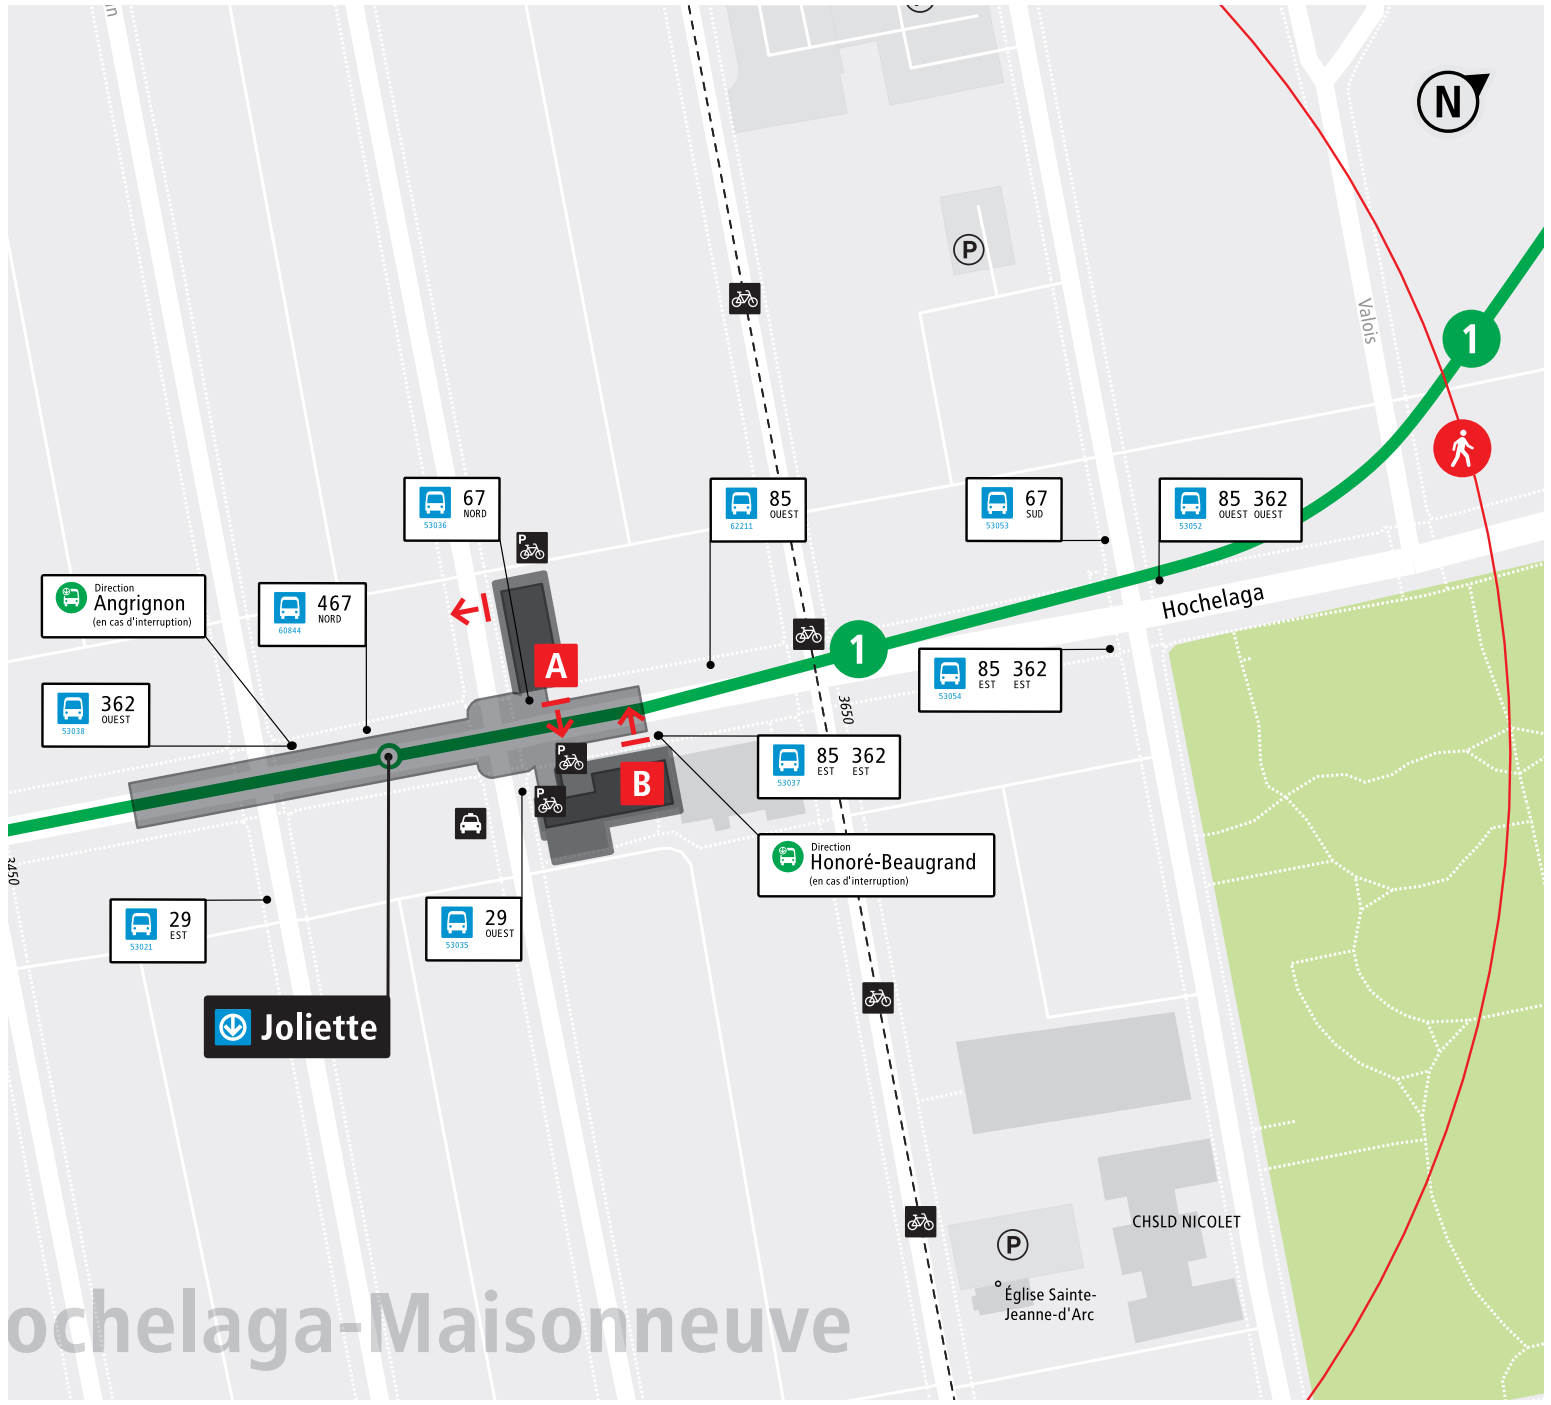 N
P
Valois
1
67
NORD
53036
85
OUEST
62211
67
SUD
53053
85 362
OUEST OUEST
53052
P
Direction
Angrignon
(en cas d'interruption)
467
NORD
60844
Hochelaga
A
1
85 362
EST EST
53054
362
OUEST
53038
3650
P
B
85 362
EST EST
53037
P
Direction
Honoré-Beaugrand
(en cas d'interruption)
3450
29
EST
53021
29
OUEST
53035
Joliette
CHSLD NICOLET
P
Église Sainte-
Jeanne-d'Arc
ochelaga-Maisonneuve